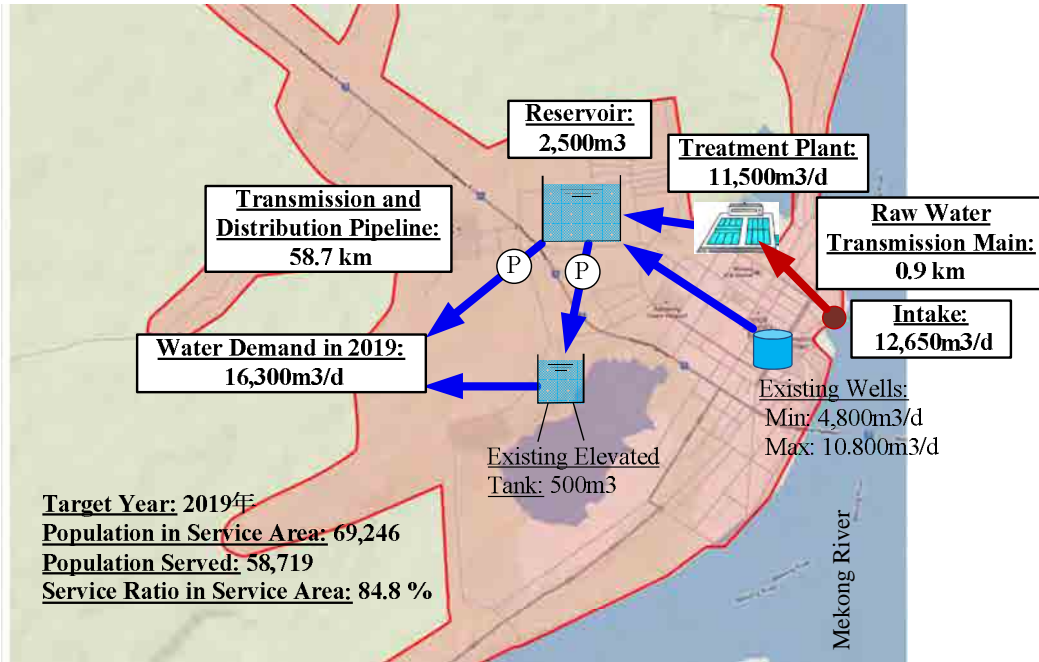 Reservoir:
2,500m3
Treatment Plant:
11,500m3/d
Transmission and
Distribution Pipeline:
58.7 km
Raw Water
Transmission Main:
0.9 km
P
P
Intake:
12,650m3/d
Water Demand in 2019:
16,300m3/d
Existing Wells:
Min: 4,800m3/d
Max: 10.800m3/d
Existing Elevated
Tank: 500m3
Target Year: 2019年
Population in Service Area: 69,246
Population Served: 58,719
Service Ratio in Service Area: 84.8 %
Mekong River